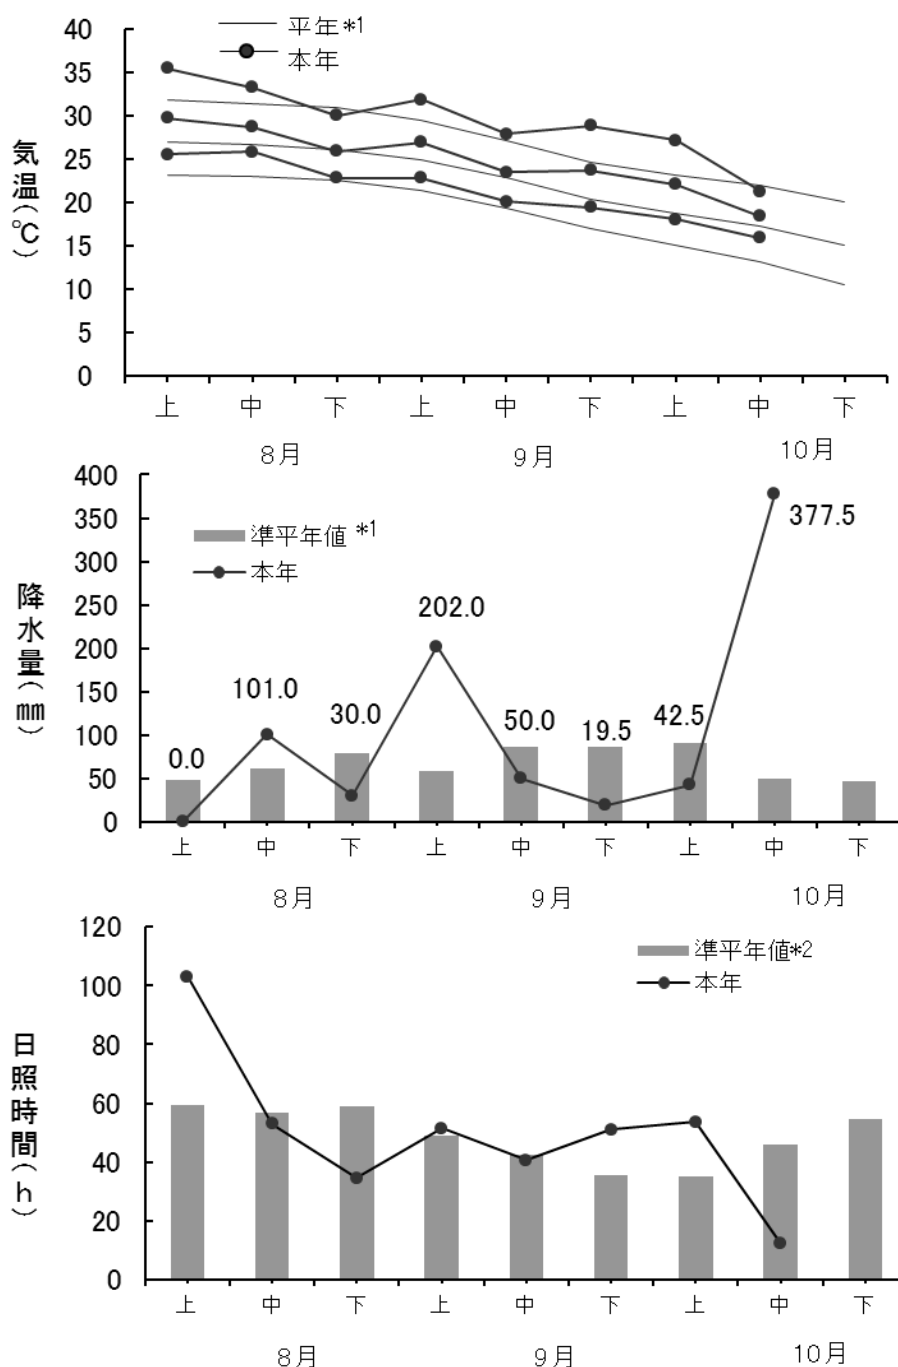 平年*1
本年
気温(℃)
40
35
30
25
20
15
10
5
0
上 中 下 上 中 下 上 中 下
8月 9月 10月
準平年値 *1
本年
降水量(㎜)
400
350
300
250
200
150
100
50
0
0.0 101.0 30.0 202.0 50.0 19.5 42.5 377.5
上 中 下 上 中 下 上 中 下
8月 9月 10月
準平年値*2
本年
日照時間(h)
120
100
80
60
40
20
0
上 中 下 上 中 下 上 中 下
8月 9月 10月